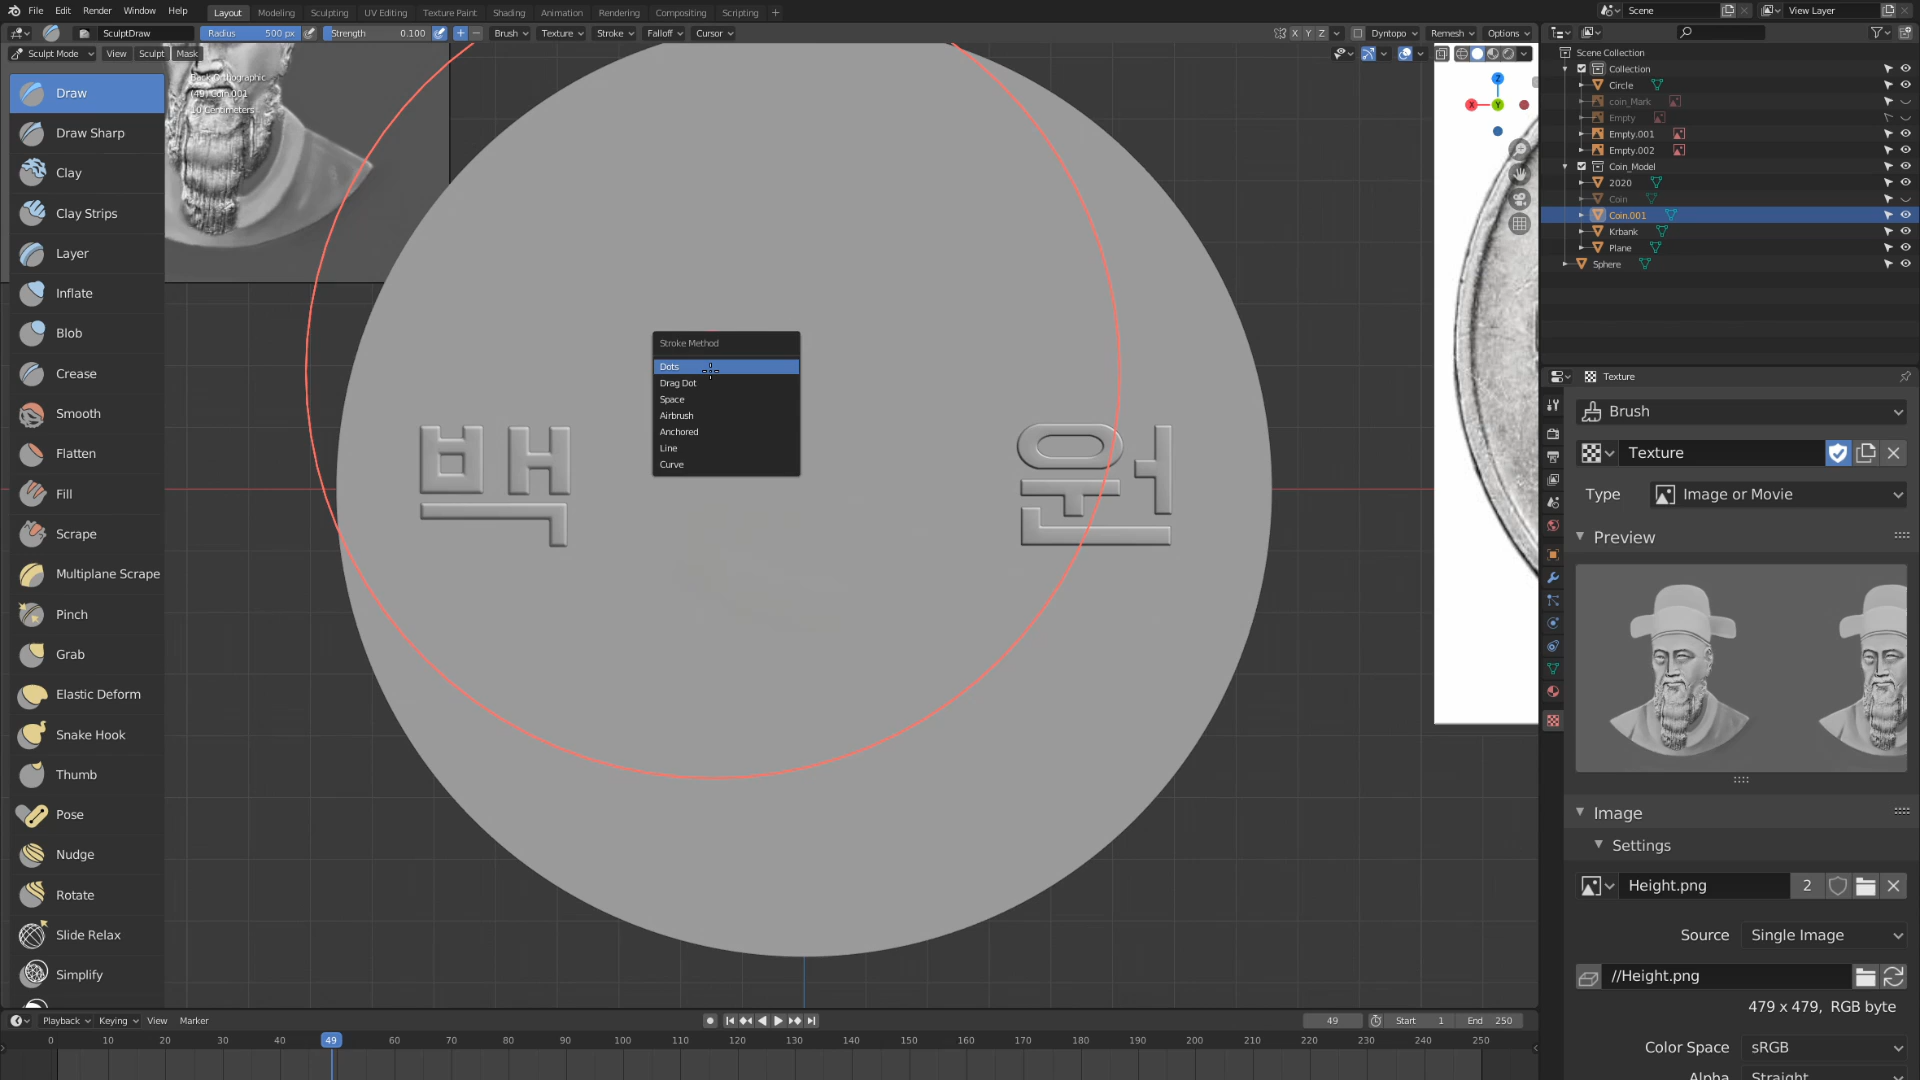 File Edit Render Window Help Layout Modeling Sculpting UV Editing Texture Paint Shading Animation Rendering Compositing Scripting + Scene View Layer
SculptDraw Radius 500 px Strength 0.100 + − Brush Texture Stroke Falloff Cursor X Y Z Dyntopo Remesh Options
Sculpt Mode View Sculpt Mask
Back Orthographic
(49) Coin.001
10 Centimeters
Draw
Draw Sharp
Clay
Clay Strips
Layer
Inflate
Blob
Crease
Smooth
Flatten
Fill
Scrape
Multiplane Scrape
Pinch
Grab
Elastic Deform
Snake Hook
Thumb
Pose
Nudge
Rotate
Slide Relax
Simplify
Stroke Method
Dots
Drag Dot
Space
Airbrush
Anchored
Line
Curve
백 원
Z
X Y
Scene Collection
Collection
Circle
coin_Mark
Empty
Empty.001
Empty.002
Coin_Model
2020
Coin
Coin.001
Krbank
Plane
Sphere
Texture
Brush
Texture
Type Image or Movie
Preview
Image
Settings
Height.png 2
Source Single Image
//Height.png
479 x 479, RGB byte
Color Space sRGB
Alpha Straight
Playback Keying View Marker 49 Start 1 End 250
0 10 20 30 40 49 60 70 80 90 100 110 120 130 140 150 160 170 180 190 200 210 220 230 240 250